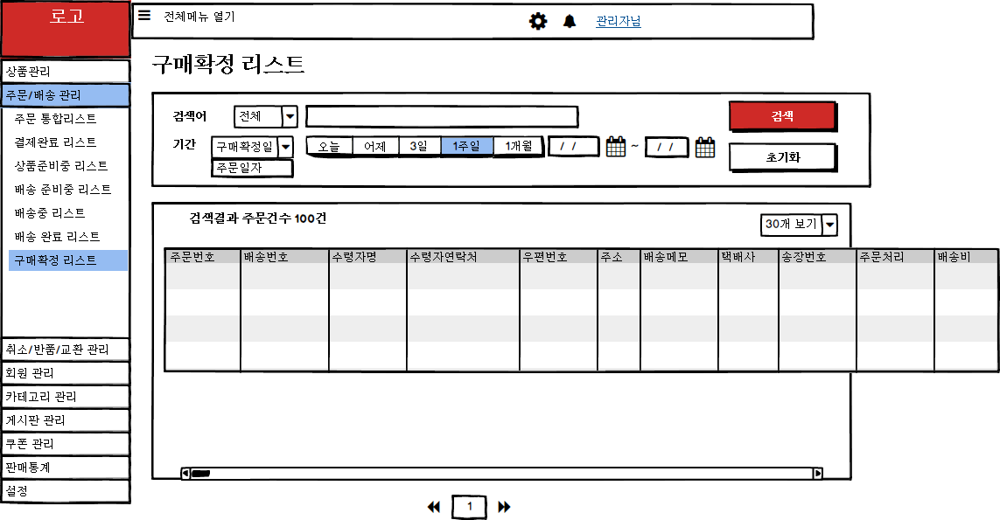 로고
전체메뉴 열기
관리자님
상품관리
주문/배송 관리
주문 통합리스트
결제완료 리스트
상품준비중 리스트
배송 준비중 리스트
배송중 리스트
배송 완료 리스트
구매확정 리스트
취소/반품/교환 관리
회원 관리
카테고리 관리
게시판 관리
쿠폰 관리
판매통계
설정
구매확정 리스트
검색어 전체 검색
기간 구매확정일 오늘 어제 3일 1주일 1개월 / / ~ / / 초기화
주문일자
검색결과 주문건수 100건 30개 보기
주문번호 배송번호 수령자명 수령자연락처 우편번호 주소 배송메모 택배사 송장번호 주문처리 배송비
1